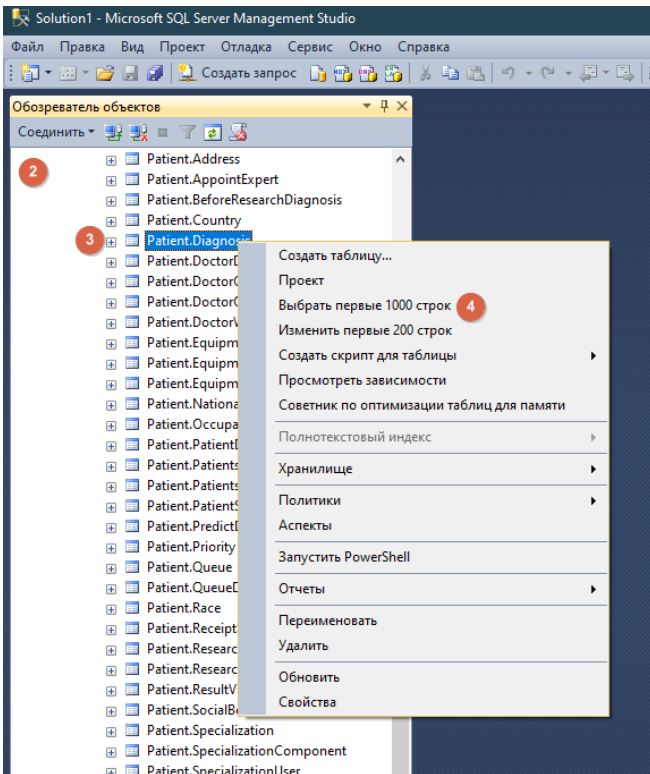 Solution1 - Microsoft SQL Server Management Studio
Файл Правка Вид Проект Отладка Сервис Окно Справка
Создать запрос
Обозреватель объектов
Соединить
2
Patient.Address
Patient.AppointExpert
Patient.BeforeResearchDiagnosis
Patient.Country
3
Patient.Diagnosis
Patient.DoctorD
Patient.DoctorC
Patient.DoctorC
Patient.DoctorV
Patient.Equipm
Patient.Equipm
Patient.Equipm
Patient.Nationa
Patient.Occupa
Patient.PatientD
Patient.Patients
Patient.Patients
Patient.PatientS
Patient.PredictD
Patient.Priority
Patient.Queue
Patient.QueueD
Patient.Race
Patient.Receipt
Patient.Researc
Patient.Researc
Patient.ResultV
Patient.SocialBe
Patient.Specialization
Patient.SpecializationComponent
Patient.SpecializationUser
Создать таблицу...
Проект
Выбрать первые 1000 строк
4
Изменить первые 200 строк
Создать скрипт для таблицы
Просмотреть зависимости
Советник по оптимизации таблиц для памяти
Полнотекстовый индекс
Хранилище
Политики
Аспекты
Запустить PowerShell
Отчеты
Переименовать
Удалить
Обновить
Свойства